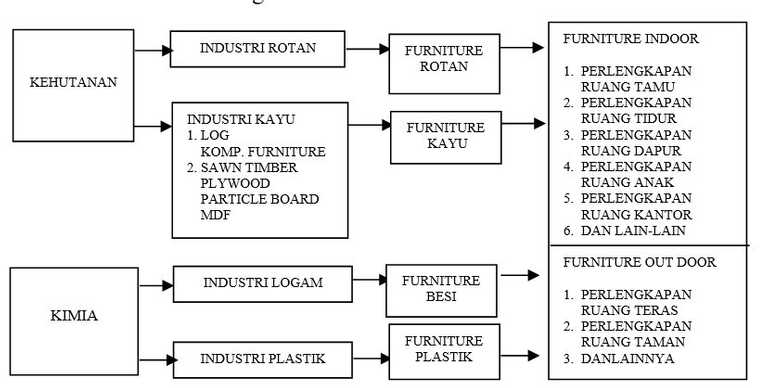 KEHUTANAN
INDUSTRI ROTAN
FURNITURE
ROTAN
INDUSTRI KAYU
1. LOG
KOMP. FURNITURE
2. SAWN TIMBER
PLYWOOD
PARTICLE BOARD
MDF
FURNITURE
KAYU
FURNITURE INDOOR
1. PERLENGKAPAN
RUANG TAMU
2. PERLENGKAPAN
RUANG TIDUR
3. PERLENGKAPAN
RUANG DAPUR
4. PERLENGKAPAN
RUANG ANAK
5. PERLENGKAPAN
RUANG KANTOR
6. DAN LAIN-LAIN
KIMIA
INDUSTRI LOGAM
FURNITURE
BESI
INDUSTRI PLASTIK
FURNITURE
PLASTIK
FURNITURE OUT DOOR
1. PERLENGKAPAN
RUANG TERAS
2. PERLENGKAPAN
RUANG TAMAN
3. DANLAINNYA